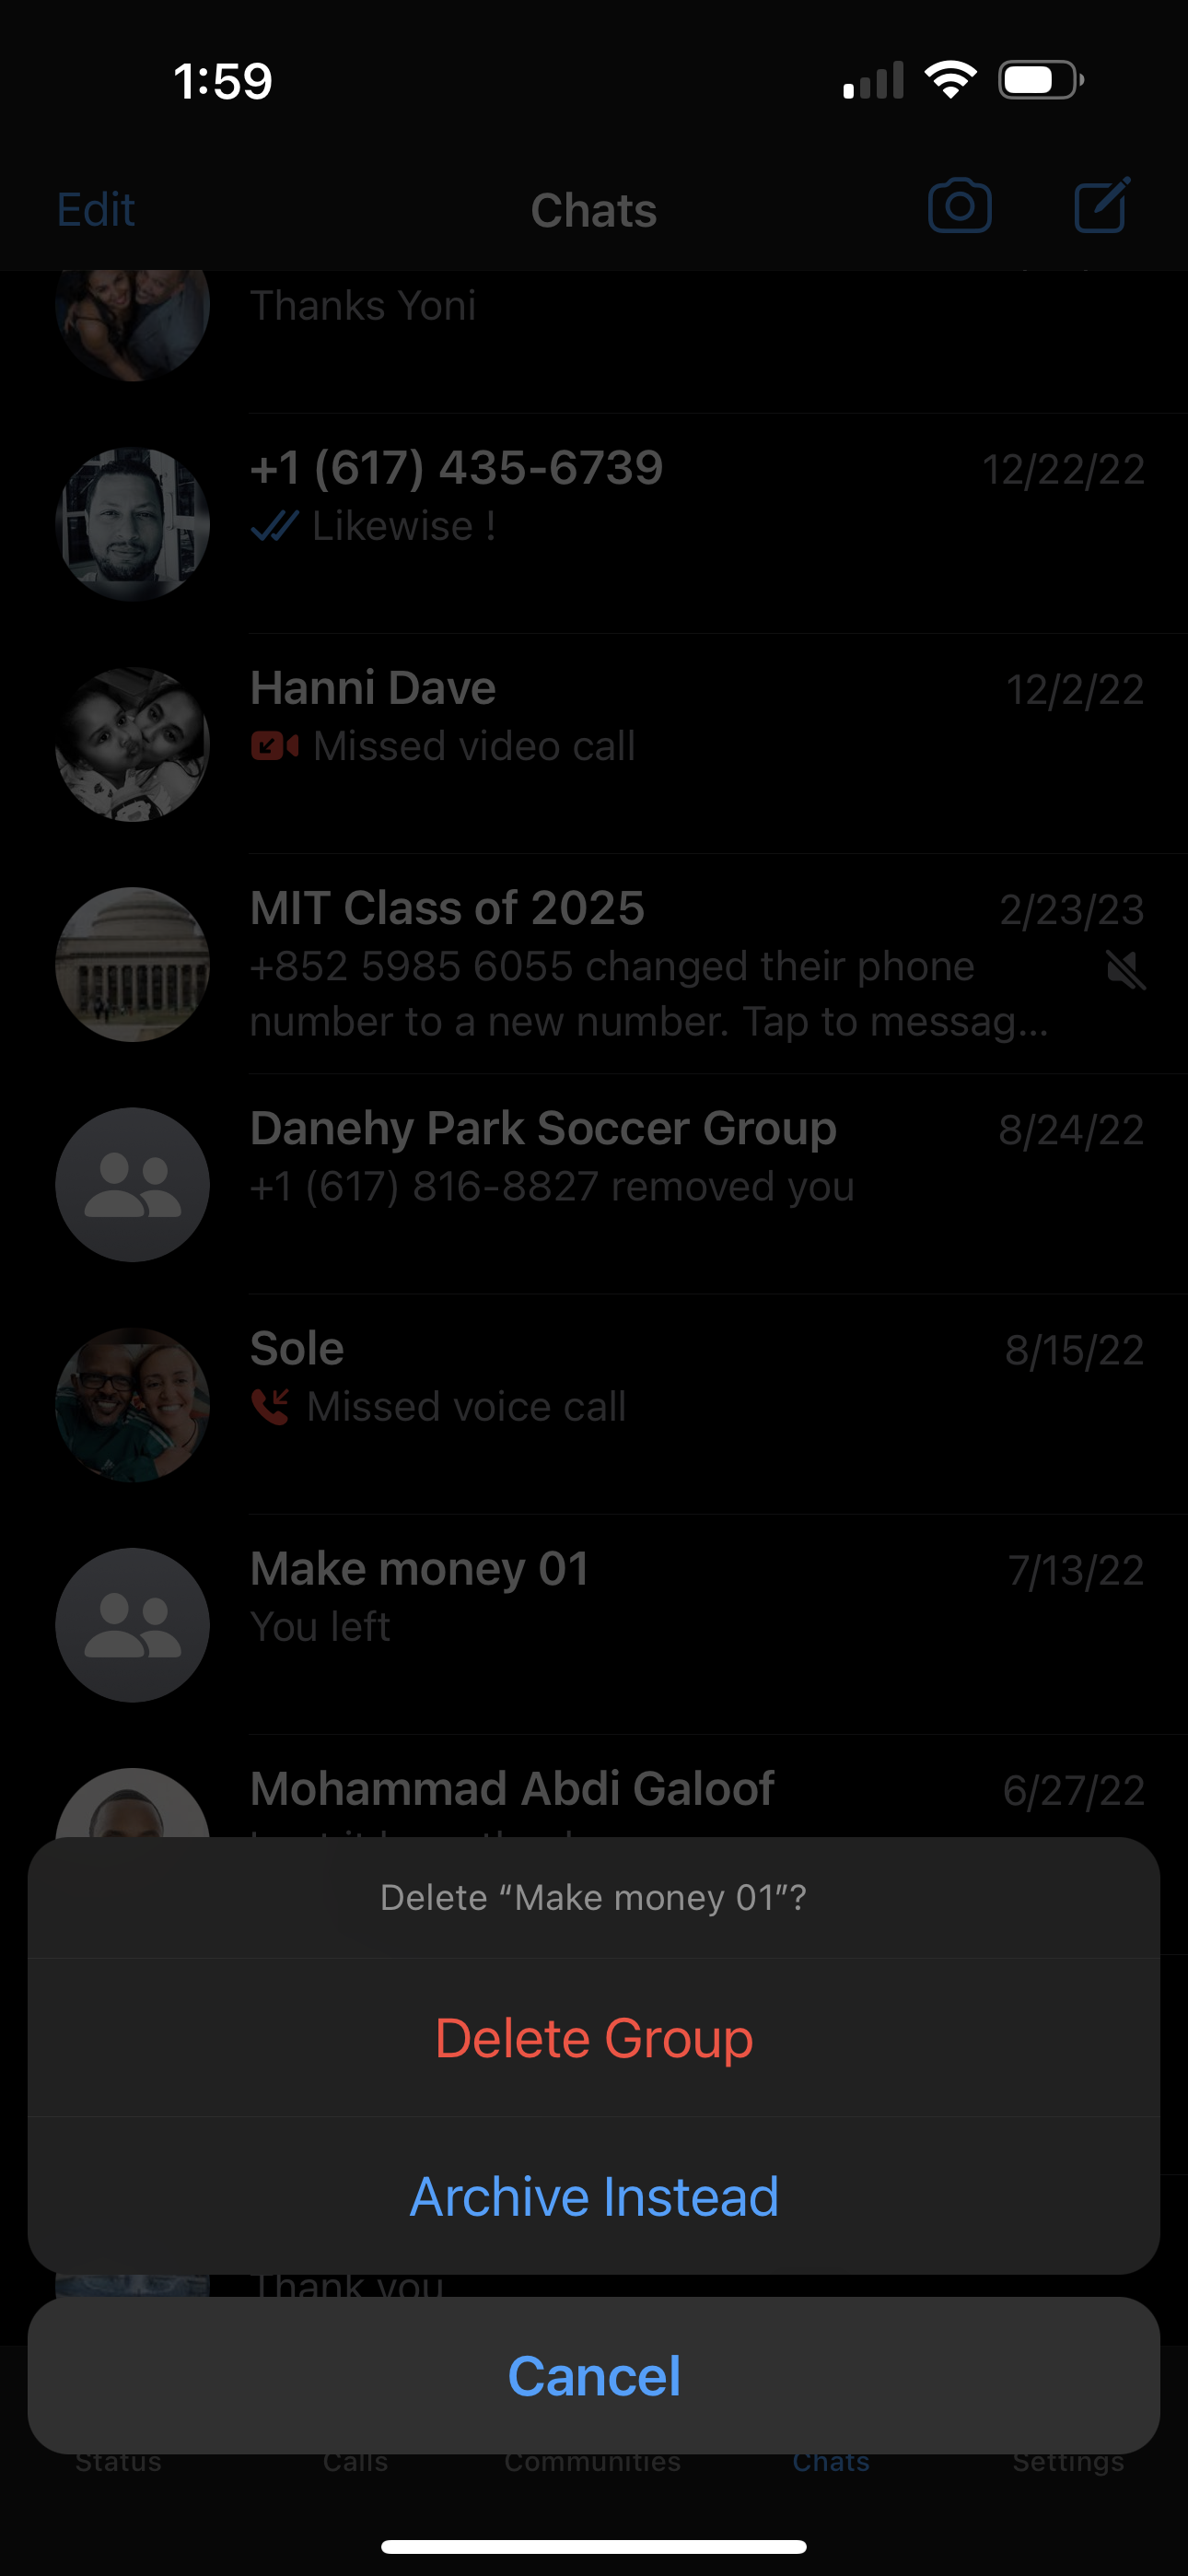 1:59
Edit
Chats
Thanks Yoni
+1 (617) 435-6739
12/22/22
Likewise !
Hanni Dave
12/2/22
Missed video call
MIT Class of 2025
2/23/23
+852 5985 6055 changed their phone
number to a new number. Tap to messag...
Danehy Park Soccer Group
8/24/22
+1 (617) 816-8827 removed you
Sole
8/15/22
Missed voice call
Make money 01
7/13/22
You left
Mohammad Abdi Galoof
6/27/22
Delete “Make money 01”?
Delete Group
Archive Instead
Thank you
Cancel
Status
Calls
Communities
Chats
Settings